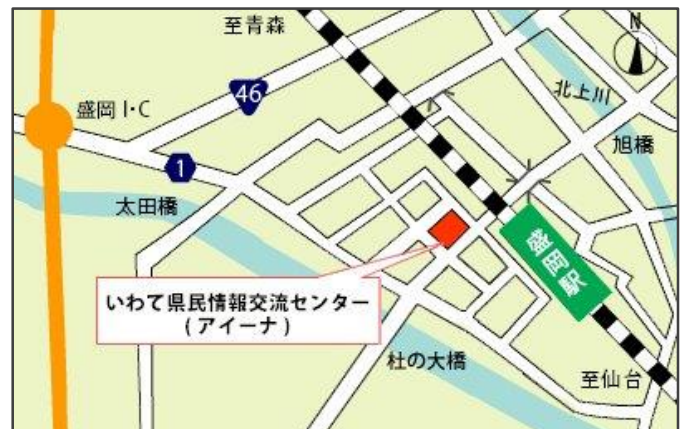 至青森
N
46
盛岡 I・C
北上川
旭橋
1
太田橋
盛岡駅
いわて県民情報交流センター
(アイーナ)
杜の大橋
至仙台